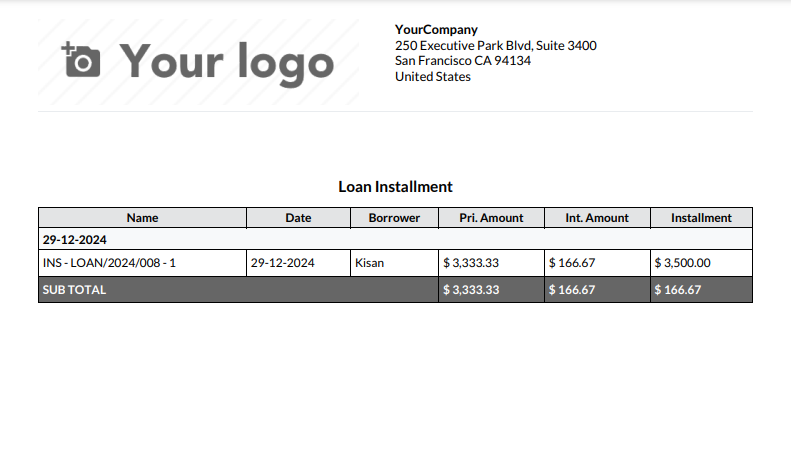 Your logo
YourCompany
250 Executive Park Blvd, Suite 3400
San Francisco CA 94134
United States
Loan Installment
Name Date Borrower Pri. Amount Int. Amount Installment
29-12-2024
INS - LOAN/2024/008 - 1 29-12-2024 Kisan $ 3,333.33 $ 166.67 $ 3,500.00
SUB TOTAL $ 3,333.33 $ 166.67 $ 166.67